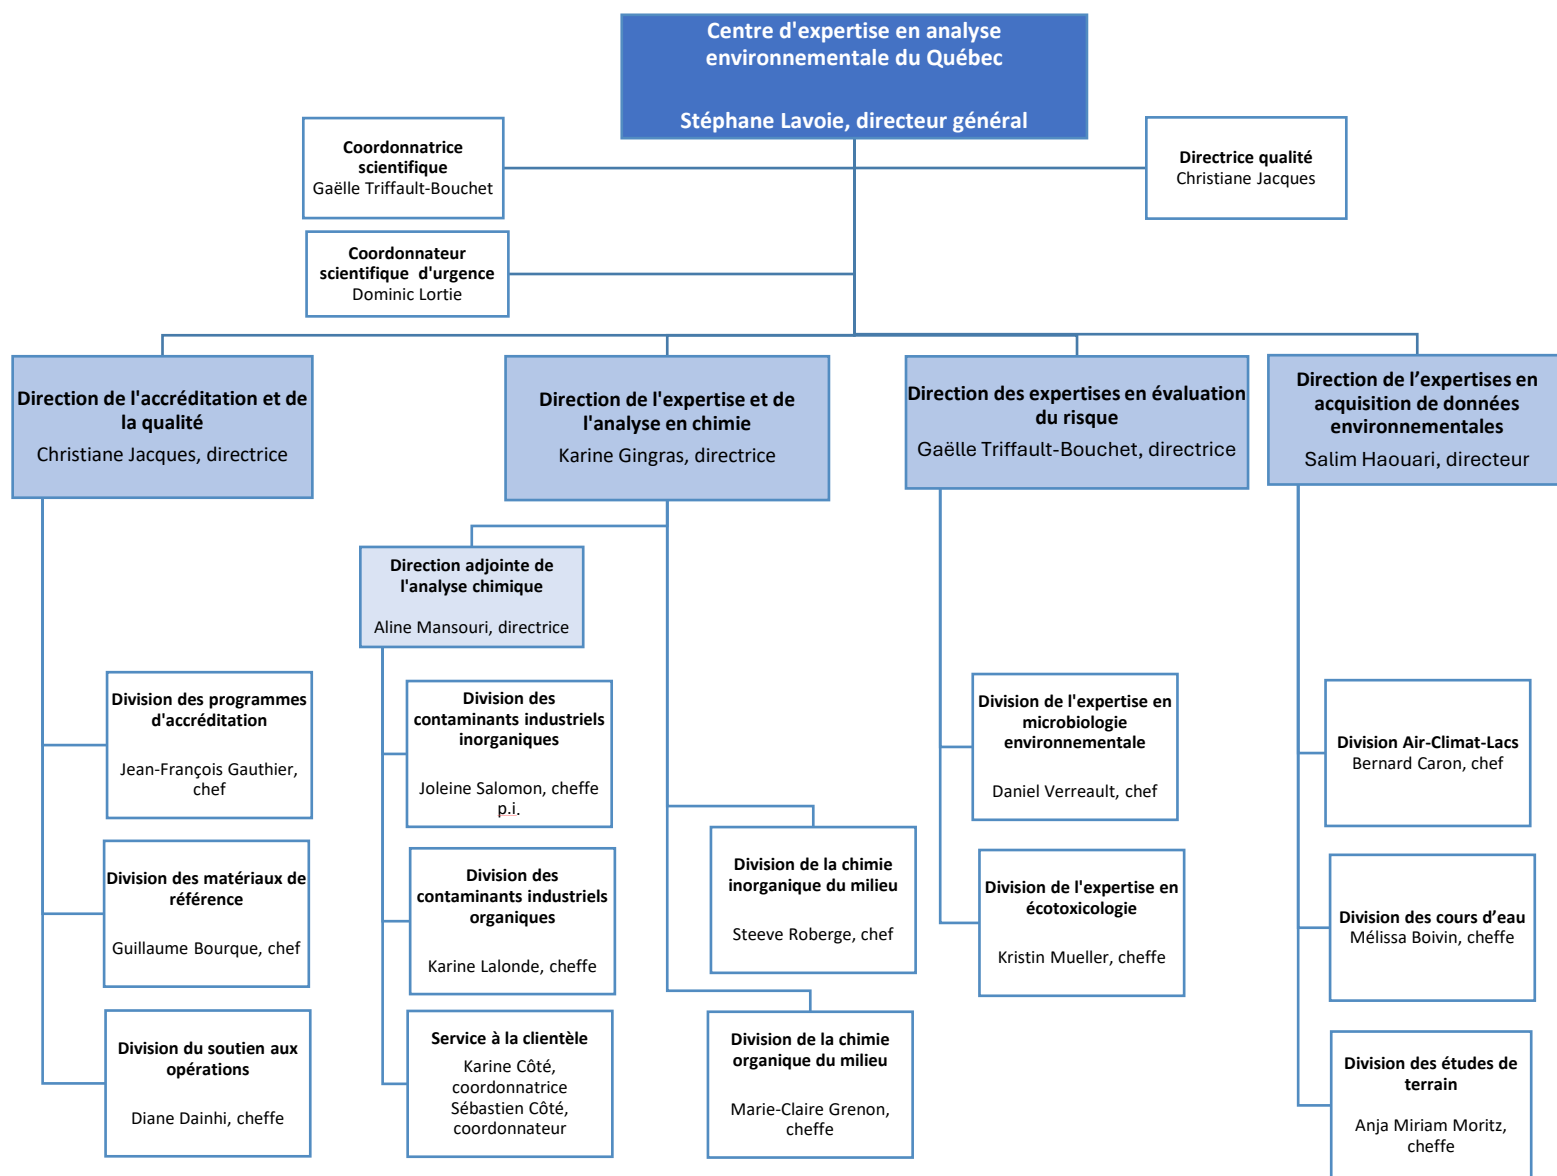 Centre d'expertise en analyse
environnementale du Québec
Stéphane Lavoie, directeur général
Coordonnatrice
scientifique
Gaëlle Triffault-Bouchet
Directrice qualité
Christiane Jacques
Coordonnateur
scientifique d'urgence
Dominic Lortie
Direction de l'accréditation et de
la qualité
Christiane Jacques, directrice
Direction de l'expertise et de
l'analyse en chimie
Karine Gingras, directrice
Direction des expertises en évaluation
du risque
Gaëlle Triffault-Bouchet, directrice
Direction de l’expertises en
acquisition de données
environnementales
Salim Haouari, directeur
Direction adjointe de
l'analyse chimique
Aline Mansouri, directrice
Division des programmes
d'accréditation
Jean-François Gauthier,
chef
Division des matériaux de
référence
Guillaume Bourque, chef
Division du soutien aux
opérations
Diane Dainhi, cheffe
Division des
contaminants industriels
inorganiques
Joleine Salomon, cheffe
p.i.
Division des
contaminants industriels
organiques
Karine Lalonde, cheffe
Service à la clientèle
Karine Côté,
coordonnatrice
Sébastien Côté,
coordonnateur
Division de la chimie
inorganique du milieu
Steeve Roberge, chef
Division de la chimie
organique du milieu
Marie-Claire Grenon,
cheffe
Division de l'expertise en
microbiologie
environnementale
Daniel Verreault, chef
Division de l'expertise en
écotoxicologie
Kristin Mueller, cheffe
Division Air-Climat-Lacs
Bernard Caron, chef
Division des cours d’eau
Mélissa Boivin, cheffe
Division des études de
terrain
Anja Miriam Moritz,
cheffe